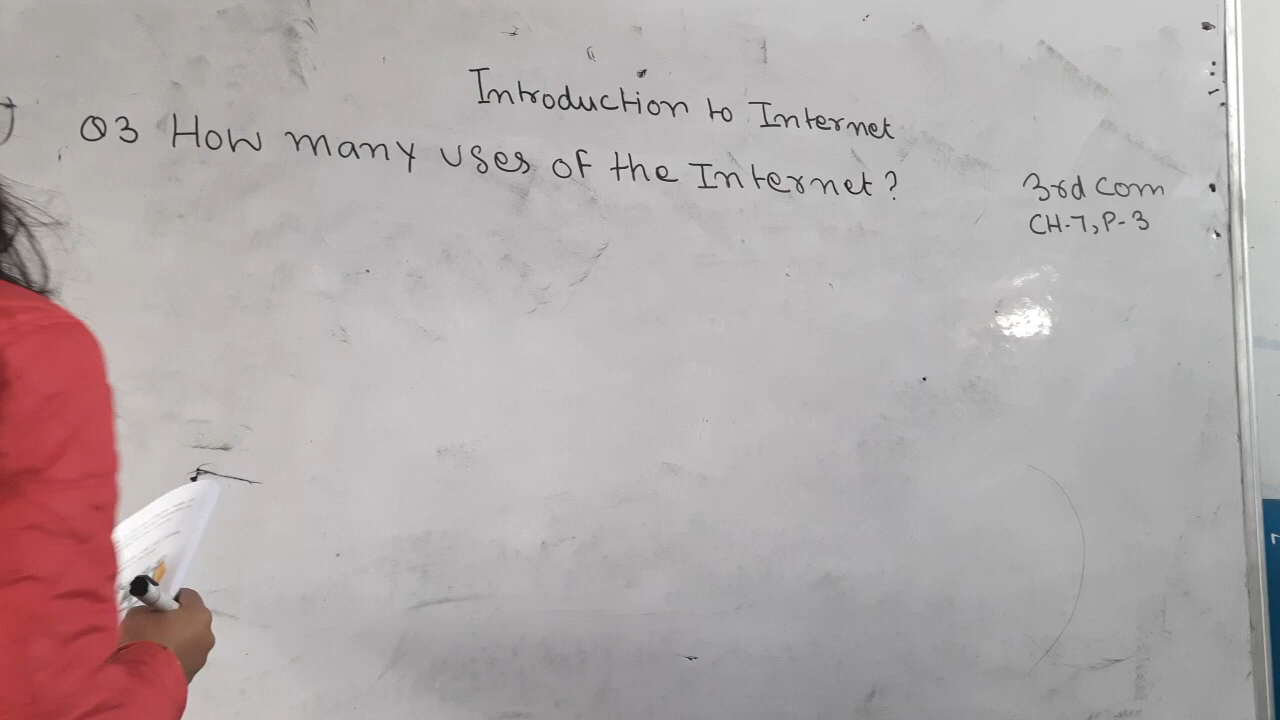 Introduction to Internet
Q3 How many uses of the Internet?
3rd Com
CH-7, P-3